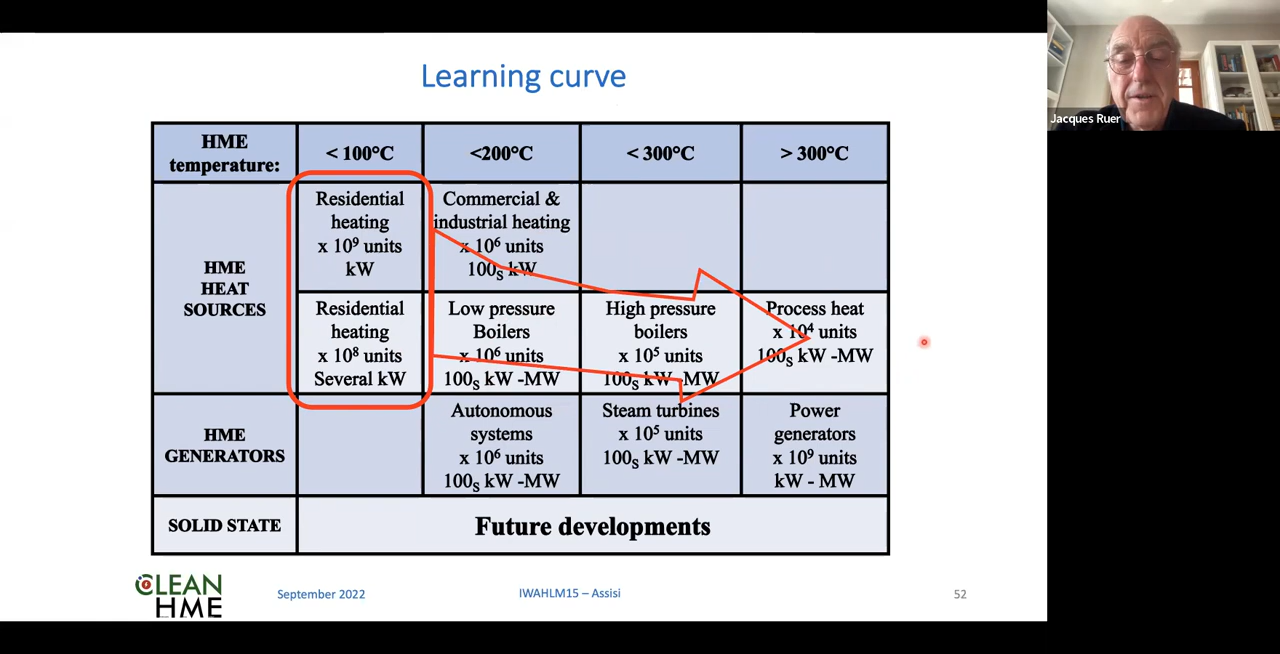 Learning curve
Jacques Ruer
HME
temperature:
< 100°C
<200°C
< 300°C
> 300°C
HME
HEAT
SOURCES
Residential
heating
x 10⁹ units
kW
Commercial &
industrial heating
x 10⁶ units
100s kW
Residential
heating
x 10⁸ units
Several kW
Low pressure
Boilers
x 10⁶ units
100s kW -MW
High pressure
boilers
x 10⁵ units
100s kW -MW
Process heat
x 10⁴ units
100s kW -MW
HME
GENERATORS
Autonomous
systems
x 10⁶ units
100s kW -MW
Steam turbines
x 10⁵ units
100s kW -MW
Power
generators
x 10⁹ units
kW - MW
SOLID STATE
Future developments
CLEAN
HME
September 2022
IWAHLM15 – Assisi
52